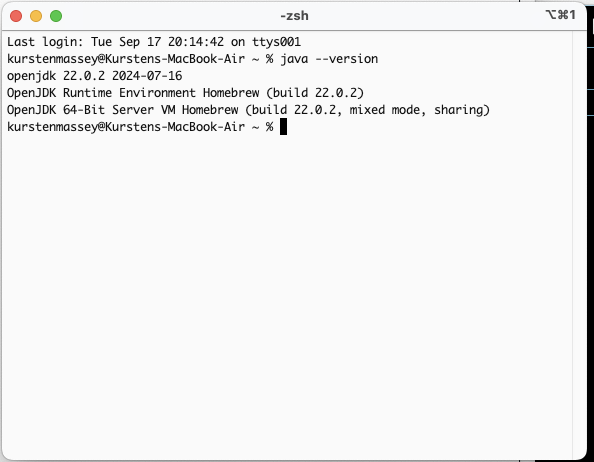 -zsh
⌥⌘1
Last login: Tue Sep 17 20:14:42 on ttys001
kurstenmassey@Kurstens-MacBook-Air ~ % java --version
openjdk 22.0.2 2024-07-16
OpenJDK Runtime Environment Homebrew (build 22.0.2)
OpenJDK 64-Bit Server VM Homebrew (build 22.0.2, mixed mode, sharing)
kurstenmassey@Kurstens-MacBook-Air ~ %